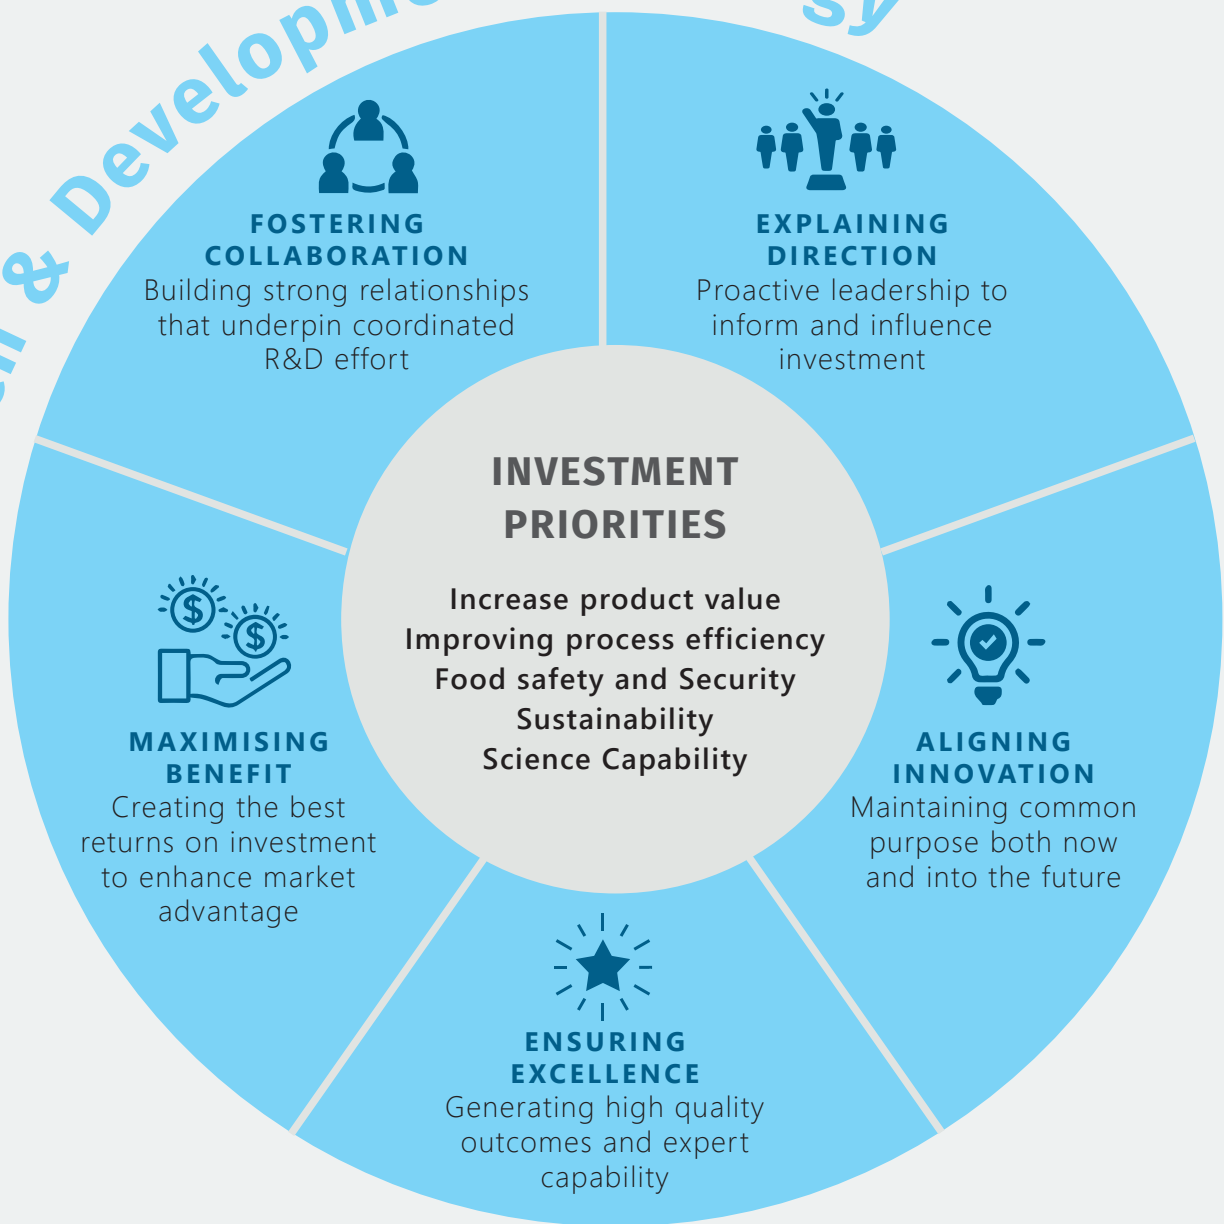 & Develop
FOSTERING
COLLABORATION
Building strong relationships
that underpin coordinated
R&D effort
EXPLAINING
DIRECTION
Proactive leadership to
inform and influence
investment
INVESTMENT
PRIORITIES
Increase product value
Improving process efficiency
Food safety and Security
Sustainability
Science Capability
$
$
MAXIMISING
BENEFIT
Creating the best
returns on investment
to enhance market
advantage
ALIGNING
INNOVATION
Maintaining common
purpose both now
and into the future
ENSURING
EXCELLENCE
Generating high quality
outcomes and expert
capability